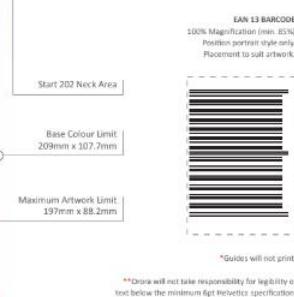 EAN 13 BARCODE
100% Magnification (min. 85%)
Position portrait style only
Placement to suit artwork.
Start 202 Neck Area
Base Colour Limit
209mm x 107.7mm
Maximum Artwork Limit
197mm x 88.2mm
*Guides will not print
**Orora will not take responsibility for legibility o
text below the minimum 6pt Helvetica specification